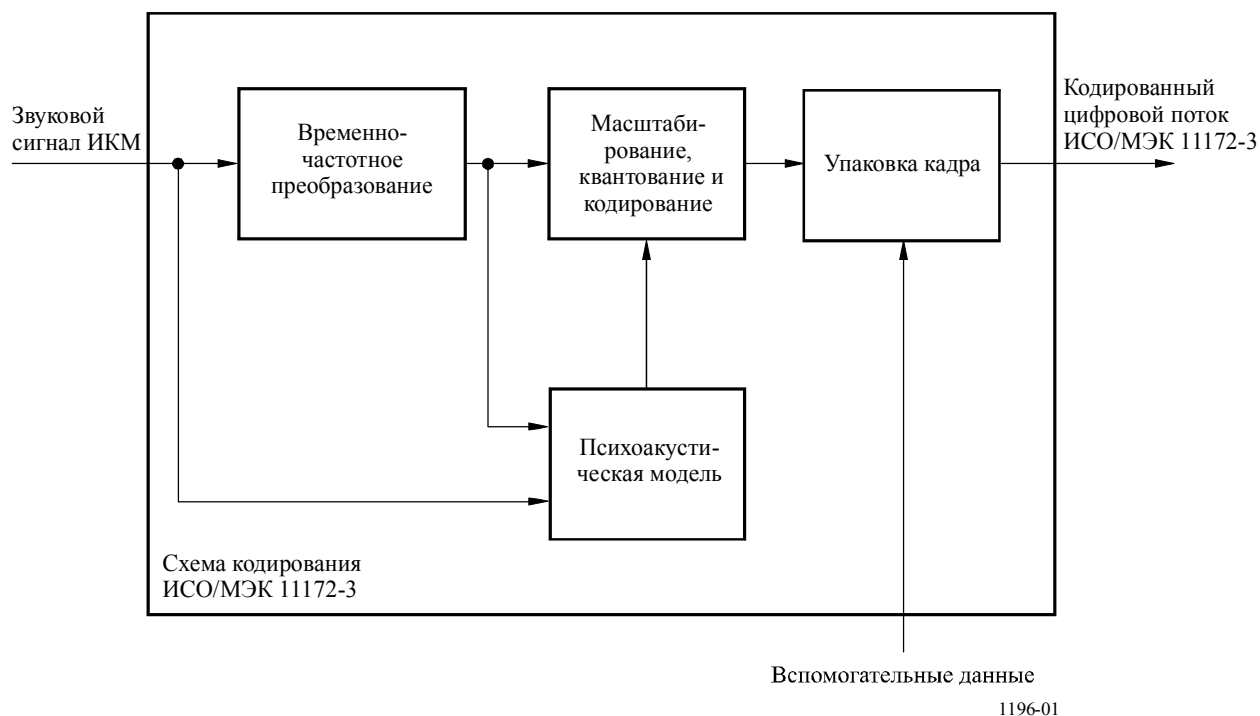 Звуковой
сигнал ИКМ
Временно-
частотное
преобразование
Масштаби-
рование,
квантование и
кодирование
Упаковка кадра
Кодированный
цифровой поток
ИСО/МЭК 11172-3
Психоакусти-
ческая модель
Схема кодирования
ИСО/МЭК 11172-3
Вспомогательные данные
1196-01